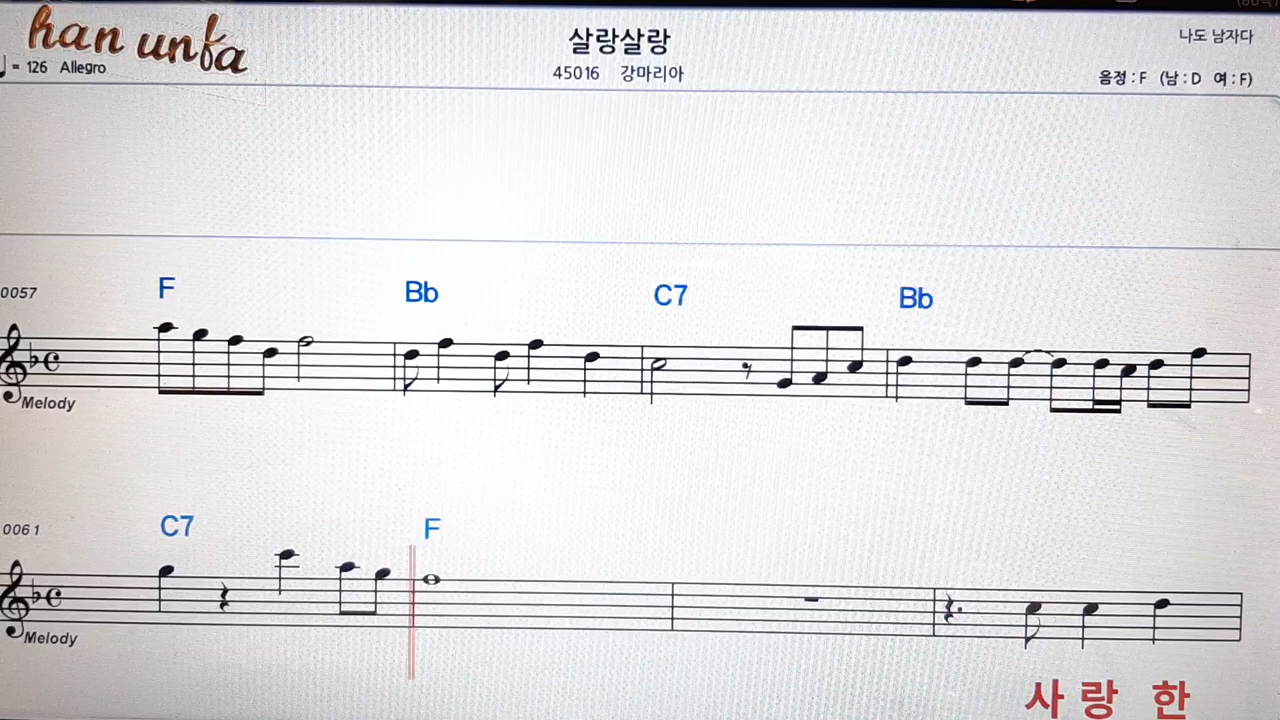 han unfa
살랑살랑
나도 남자다
= 126 Allegro
45016 강마리아
음정 : F (남 : D 여 : F)
0057
F Bb C7 Bb
Melody
0061
C7 F
Melody
사 랑 한